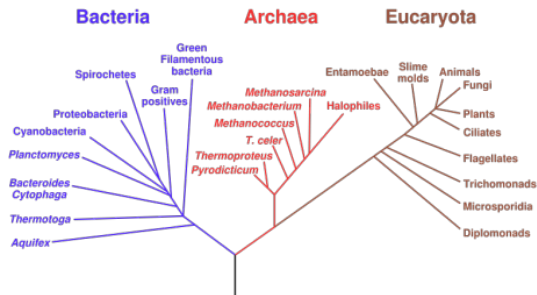 Bacteria
Archaea
Eucaryota
Green
Filamentous
bacteria
Spirochetes
Gram
positives
Proteobacteria
Cyanobacteria
Planctomyces
Bacteroides
Cytophaga
Thermotoga
Aquifex
Methanosarcina
Methanobacterium
Halophiles
Methanococcus
T. celer
Thermoproteus
Pyrodicticum
Entamoebae
Slime
molds
Animals
Fungi
Plants
Ciliates
Flagellates
Trichomonads
Microsporidia
Diplomonads